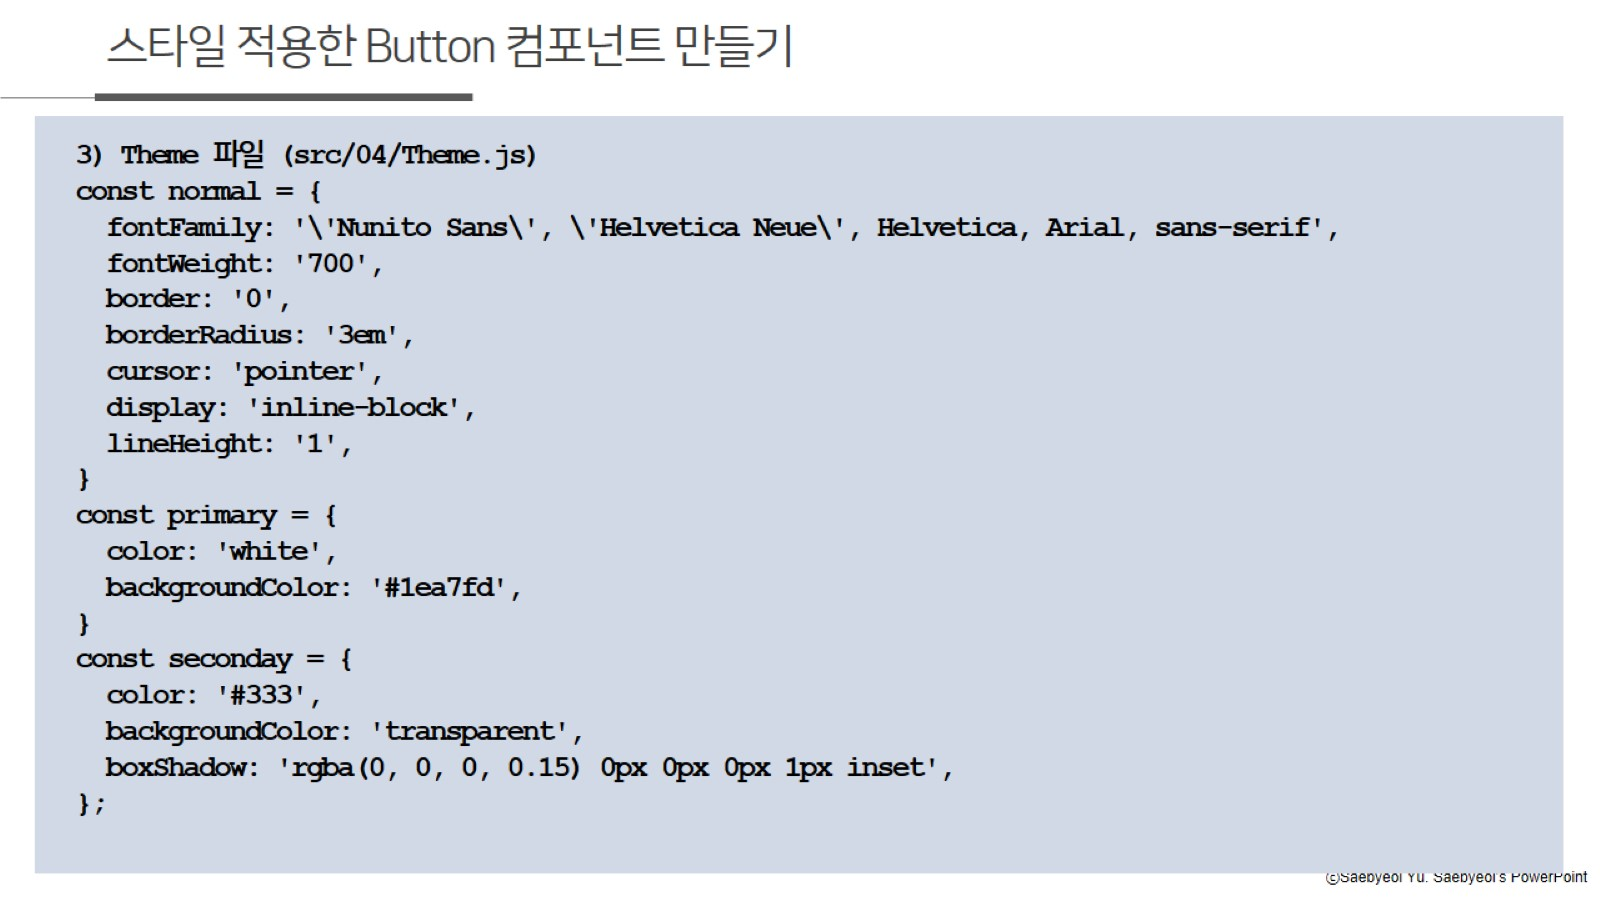 스타일 적용한 Button 컴포넌트 만들기
3) Theme 파일 (src/04/Theme.js)
const normal = {
  fontFamily: '\'Nunito Sans\', \'Helvetica Neue\', Helvetica, Arial, sans-serif',
  fontWeight: '700',
  border: '0',
  borderRadius: '3em',
  cursor: 'pointer',
  display: 'inline-block',
  lineHeight: '1',
}
const primary = {
  color: 'white',
  backgroundColor: '#1ea7fd',
}
const seconday = {
  color: '#333',
  backgroundColor: 'transparent',
  boxShadow: 'rgba(0, 0, 0, 0.15) 0px 0px 0px 1px inset',
};
ⓒSaebyeol Yu. Saebyeol's PowerPoint